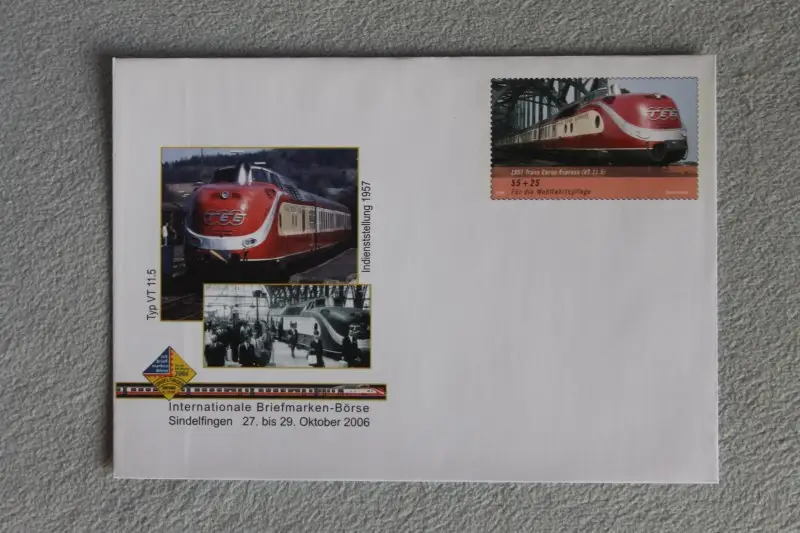 1957 Trans Europ Express (VT 11.5)
55 + 25
Für die Wohlfahrtspflege
TEE
TEE
Typ VT 11.5
Indienststellung 1957
Internationale Briefmarken-Börse
Sindelfingen 27. bis 29. Oktober 2006